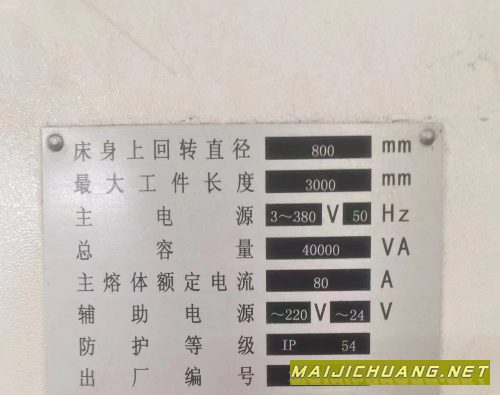 床身上回转直径 800 mm
最大工件长度 3000 mm
主电源 3～380 V 50 Hz
总容量 40000 VA
主熔体额定电流 80 A
辅助电源 ～220 V ～24 V
防护等级 IP 54
出厂编号
MAIJICHUANG.NET